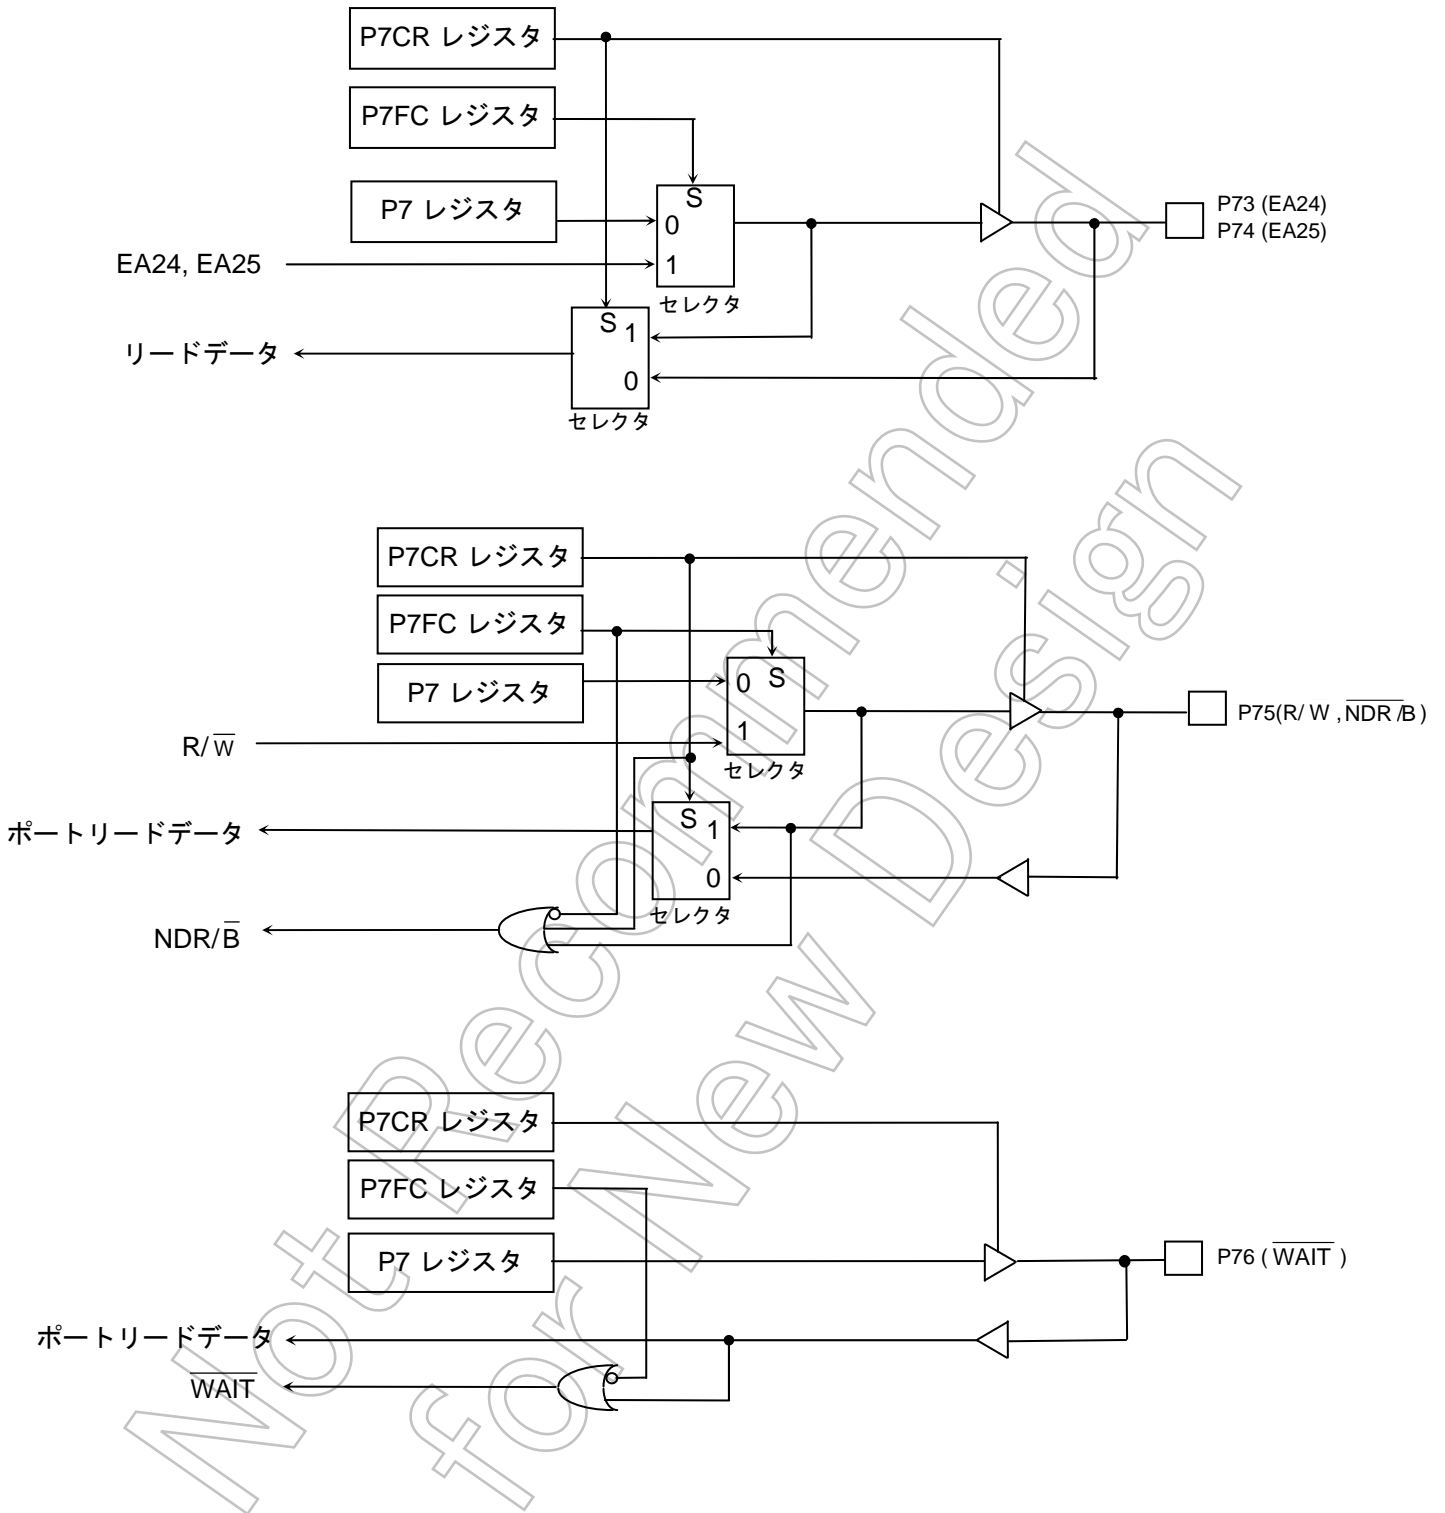 P7CR レジスタ
P7FC レジスタ
P7 レジスタ
S
0
1
セレクタ
EA24, EA25
P73 (EA24)
P74 (EA25)
S
1
0
セレクタ
リードデータ
P7CR レジスタ
P7FC レジスタ
P7 レジスタ
0 S
1
セレクタ
R/W̅
P75(R/ W , N̅D̅R̅ ̅/B )
S
1
0
セレクタ
ポートリードデータ
NDR/B̅
P7CR レジスタ
P7FC レジスタ
P7 レジスタ
P76 ( W̅A̅I̅T̅ )
ポートリードデータ
W̅A̅I̅T̅
Not Recommended
for New Design